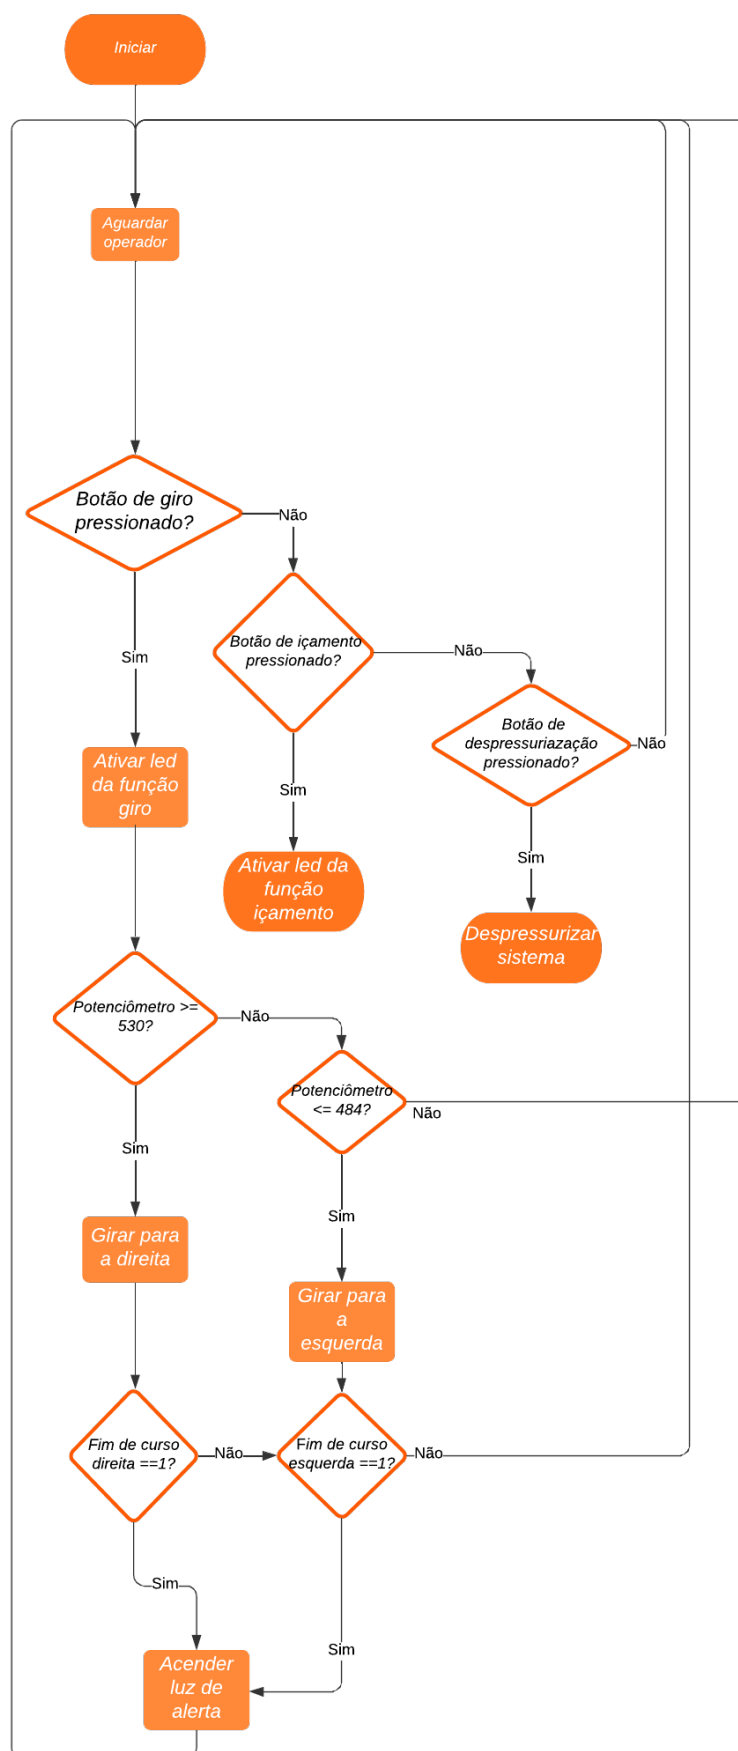 Iniciar
Aguardar
operador
Botão de giro
pressionado?
Não
Botão de içamento
pressionado?
Não
Sim
Botão de
despressuriazação
pressionado?
Não
Ativar led
da função
giro
Sim
Ativar led da
função
içamento
Sim
Despressurizar
sistema
Potenciômetro >=
530?
Não
Potenciômetro
<= 484?
Não
Sim
Sim
Girar para
a direita
Girar para
a
esquerda
Fim de curso
direita ==1?
Não
Fim de curso
esquerda ==1?
Não
Sim
Sim
Acender
luz de
alerta